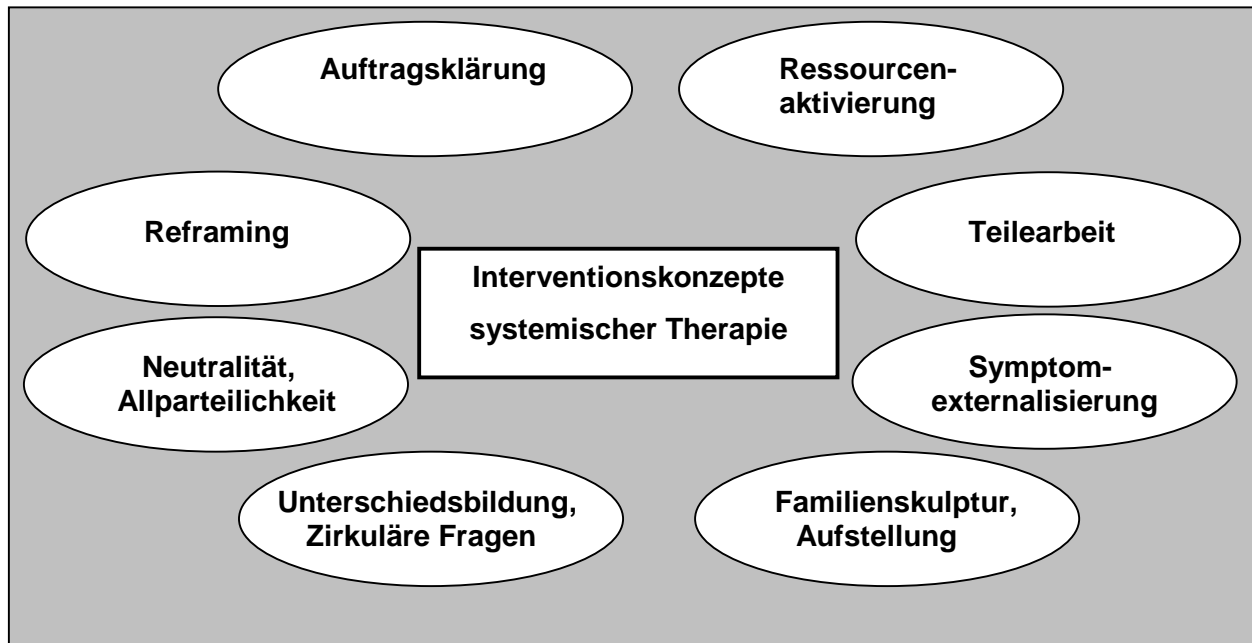 Auftragsklärung
Ressourcen-
aktivierung
Reframing
Teilearbeit
Interventionskonzepte
systemischer Therapie
Neutralität,
Allparteilichkeit
Symptom-
externalisierung
Unterschiedsbildung,
Zirkuläre Fragen
Familienskulptur,
Aufstellung